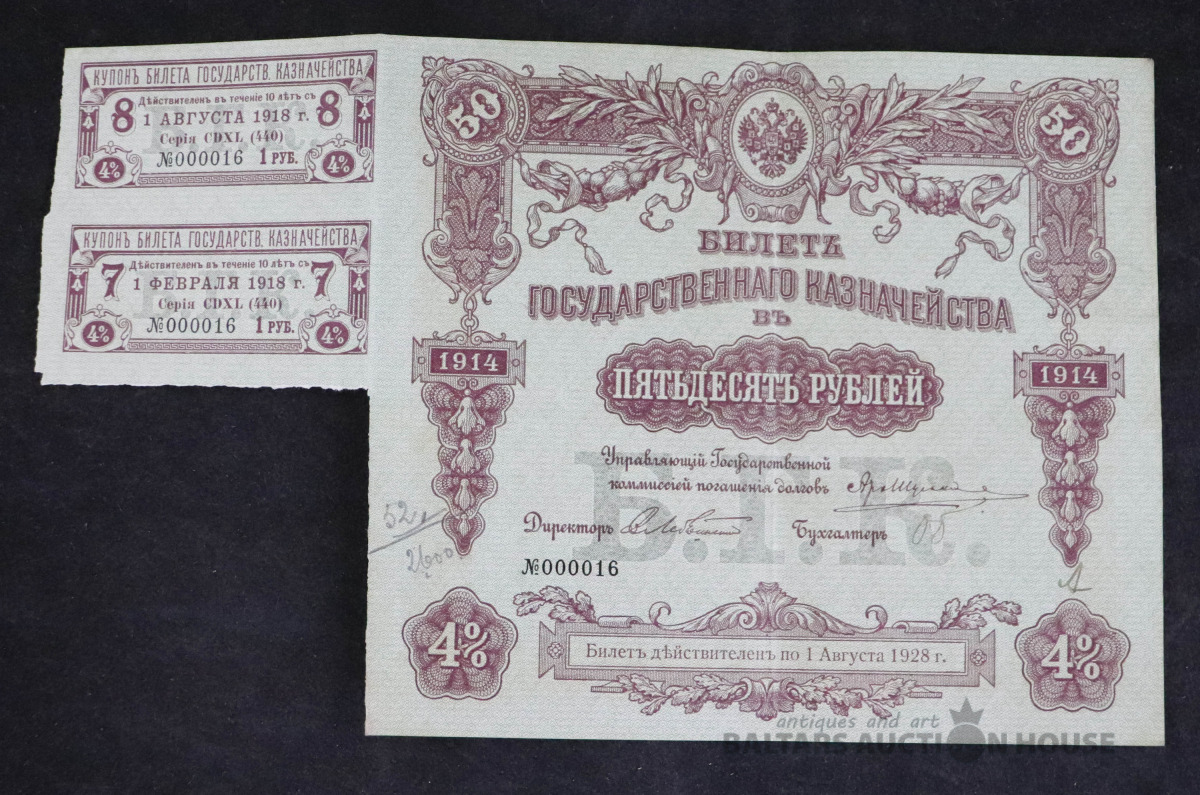 КУПОНЪ БИЛЕТА ГОСУДАРСТВ. КАЗНАЧЕЙСТВА
Дѣйствителенъ въ теченіе 10 лѣтъ съ
8 1 АВГУСТА 1918 г. 8
Серія CDXL (440)
№000016 1 РУБ.
4% 4%
КУПОНЪ БИЛЕТА ГОСУДАРСТВ. КАЗНАЧЕЙСТВА
Дѣйствителенъ въ теченіе 10 лѣтъ съ
7 1 ФЕВРАЛЯ 1918 г. 7
Серія CDXL (440)
№000016 1 РУБ.
4% 4%
50 50
БИЛЕТЪ
ГОСУДАРСТВЕННАГО КАЗНАЧЕЙСТВА
ВЪ
1914 1914
ПЯТЬДЕСЯТЪ РУБЛЕЙ
Б.Г.К.
Управляющій Государственной
коммиссіей погашенія долговъ
Директоръ Бухгалтеръ
52
2600
№000016
4% 4%
Билетъ дѣйствителенъ по 1 Августа 1928 г.
antiques and art
BALTARS AUCTION HOUSE